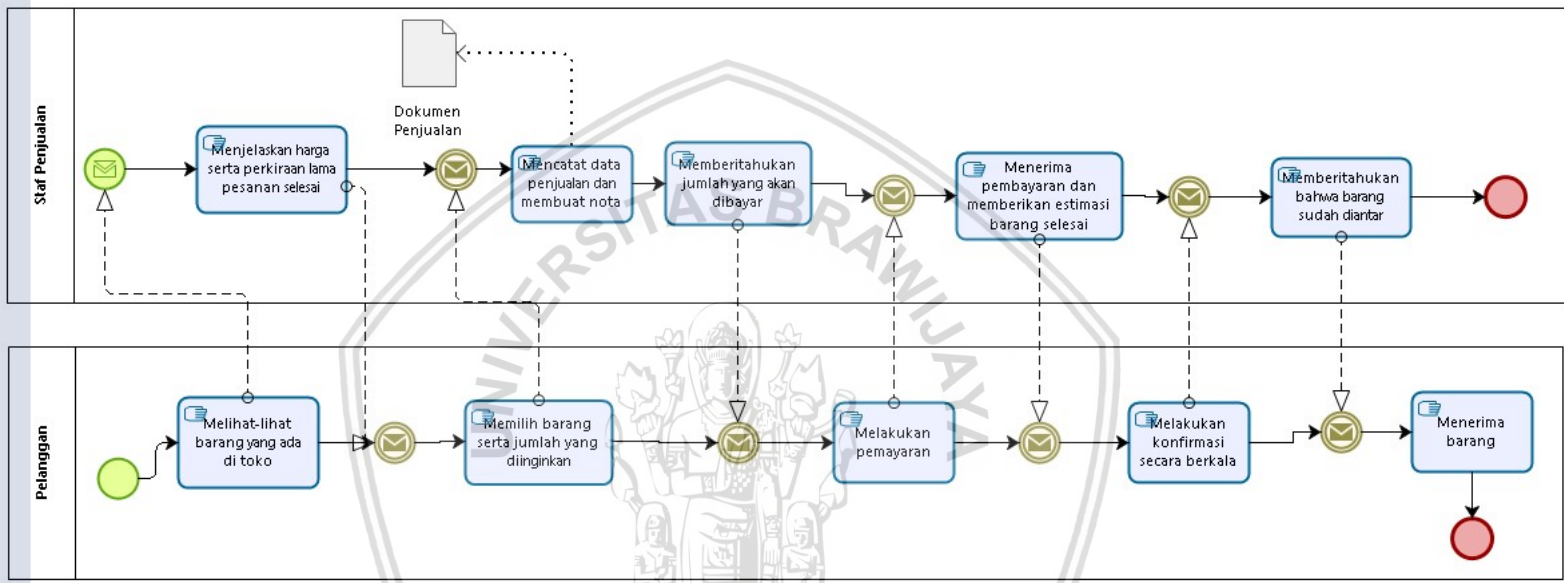 Staf Penjualan
Dokumen
Penjualan
Menjelaskan harga
serta perkiraan lama
pesanan selesai
Mencatat data
penjualan dan
membuat nota
Memberitahukan
jumlah yang akan
dibayar
Menerima
pembayaran dan
memberikan estimasi
barang selesai
Memberitahukan
bahwa barang
sudah diantar
UNIVERSITAS BRAWIJAYA
Pelanggan
Melihat-lihat
barang yang ada
di toko
Memilih barang
serta jumlah yang
diinginkan
Melakukan
pemayaran
Melakukan
konfirmasi
secara berkala
Menerima
barang